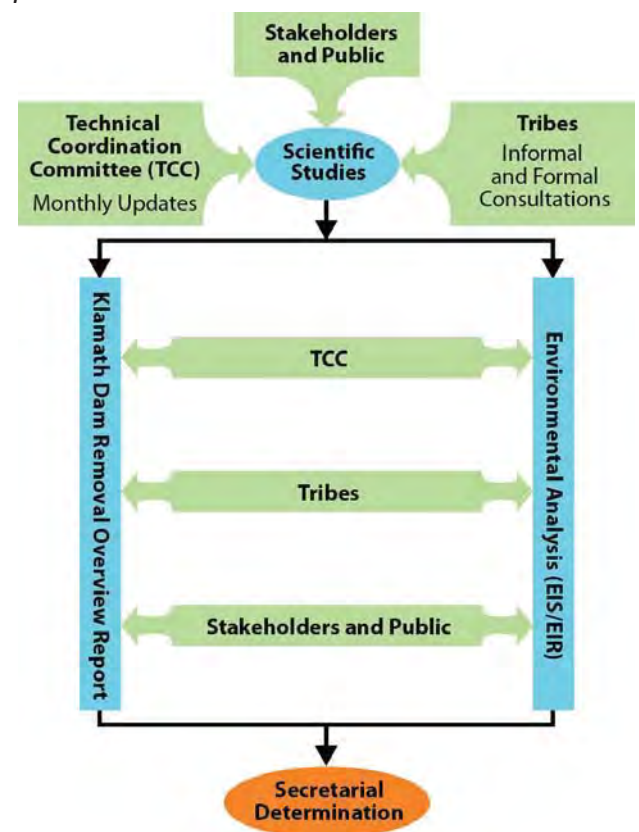 Stakeholders
and Public
Technical
Coordination
Committee (TCC)
Monthly Updates
Scientific
Studies
Tribes
Informal
and Formal
Consultations
Klamath Dam Removal Overview Report
TCC
Tribes
Stakeholders and Public
Environmental Analysis (EIS/EIR)
Secretarial
Determination